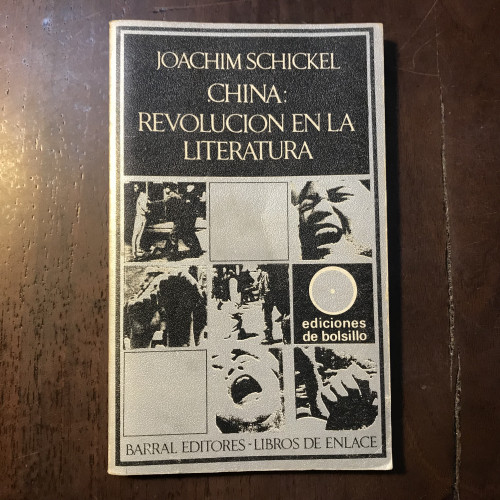 JOACHIM SCHICKEL
CHINA:
REVOLUCION EN LA
LITERATURA
ediciones
de bolsillo
BARRAL EDITORES - LIBROS DE ENLACE